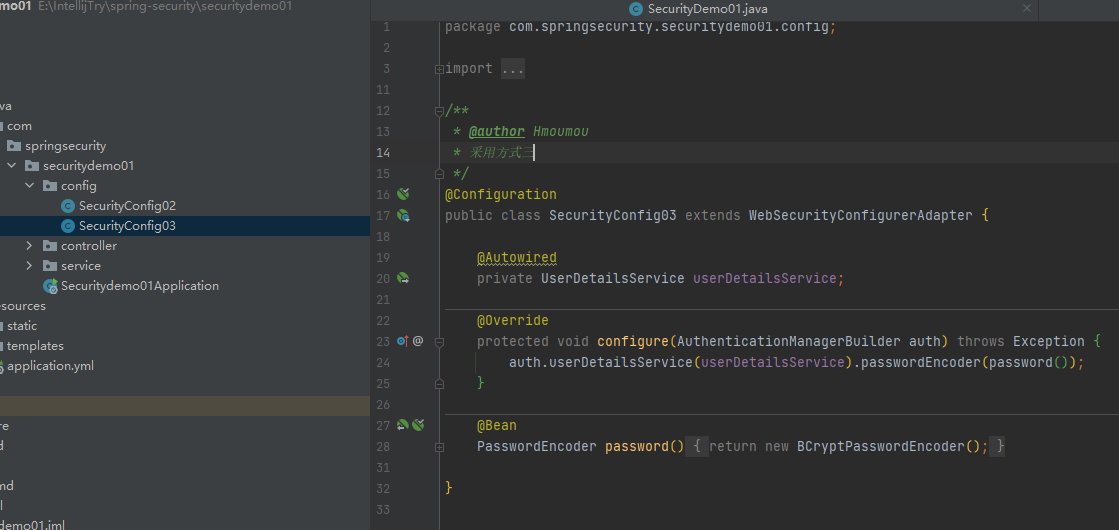 mo01 E:\IntellijTry\spring-security\securitydemo01
va
com
springsecurity
securitydemo01
config
SecurityConfig02
SecurityConfig03
controller
service
Securitydemo01Application
esources
static
templates
application.yml
re
d
md
l
demo01.iml
SecurityDemo01.java
1 package com.springsecurity.securitydemo01.config;
2
3 import ...
11
12 /**
13 * @author Hmoumou
14 * 采用方式三
15 */
16 @Configuration
17 public class SecurityConfig03 extends WebSecurityConfigurerAdapter {
18
19 @Autowired
20 private UserDetailsService userDetailsService;
21
22 @Override
23 protected void configure(AuthenticationManagerBuilder auth) throws Exception {
24 auth.userDetailsService(userDetailsService).passwordEncoder(password());
25 }
26
27 @Bean
28 PasswordEncoder password() { return new BCryptPasswordEncoder(); }
31
32 }
33